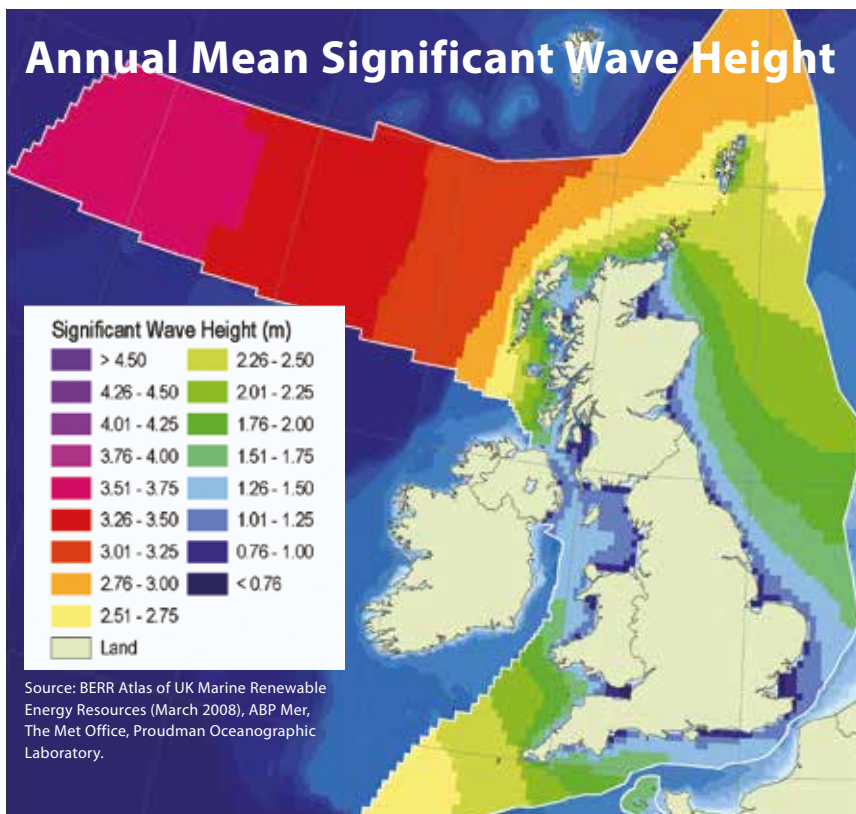 Annual Mean Significant Wave Height
Significant Wave Height (m)
> 4.50
4.26 - 4.50
4.01 - 4.25
3.76 - 4.00
3.51 - 3.75
3.26 - 3.50
3.01 - 3.25
2.76 - 3.00
2.51 - 2.75
Land
2.26 - 2.50
2.01 - 2.25
1.76 - 2.00
1.51 - 1.75
1.26 - 1.50
1.01 - 1.25
0.76 - 1.00
< 0.76
Source: BERR Atlas of UK Marine Renewable
Energy Resources (March 2008), ABP Mer,
The Met Office, Proudman Oceanographic
Laboratory.